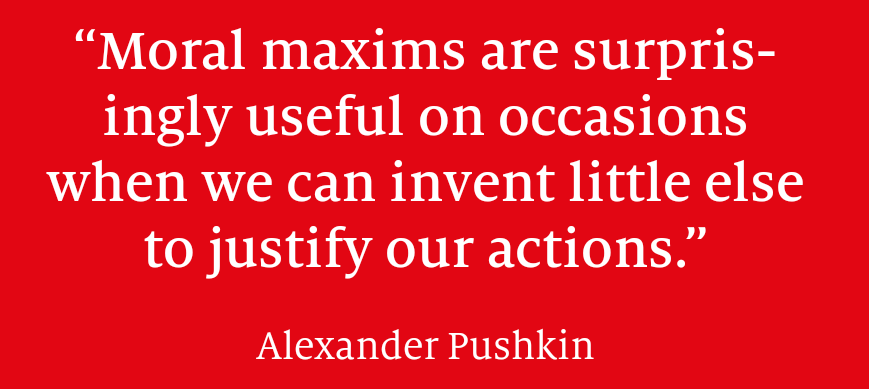 “Moral maxims are surpris-
ingly useful on occasions
when we can invent little else
to justify our actions.”
Alexander Pushkin